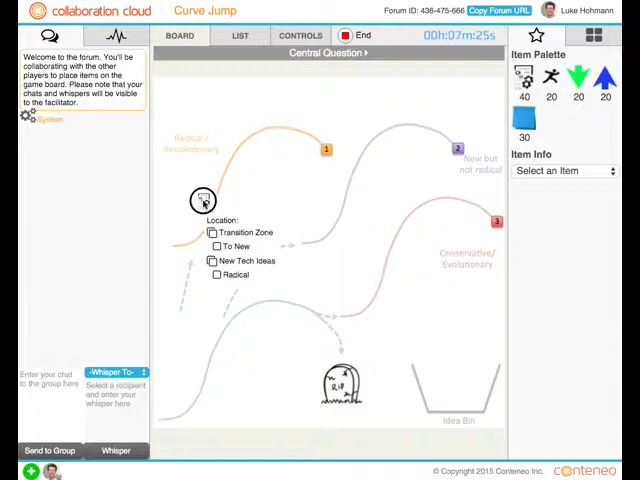 collaboration cloud
Curve Jump
Forum ID: 436-475-666
Copy Forum URL
Luke Hohmann
BOARD
LIST
CONTROLS
End
00h:07m:25s
Central Question
Welcome to the forum. You'll be
collaborating with the other
players to place items on the
game board. Please note that your
chats and whispers will be visible
to the facilitator.
System
Item Palette
40
20
20
20
30
Item Info
Select an Item
Radical /
Revolutionary
1
2
New but
not radical
3
Conservative/
Evolutionary
Location:
Transition Zone
To New
New Tech Ideas
Radical
RIP
Idea Bin
Enter your chat
to the group here
-Whisper To-
Select a recipient
and enter your
whisper here
Send to Group
Whisper
© Copyright 2015 Conteneo Inc.
conteneo